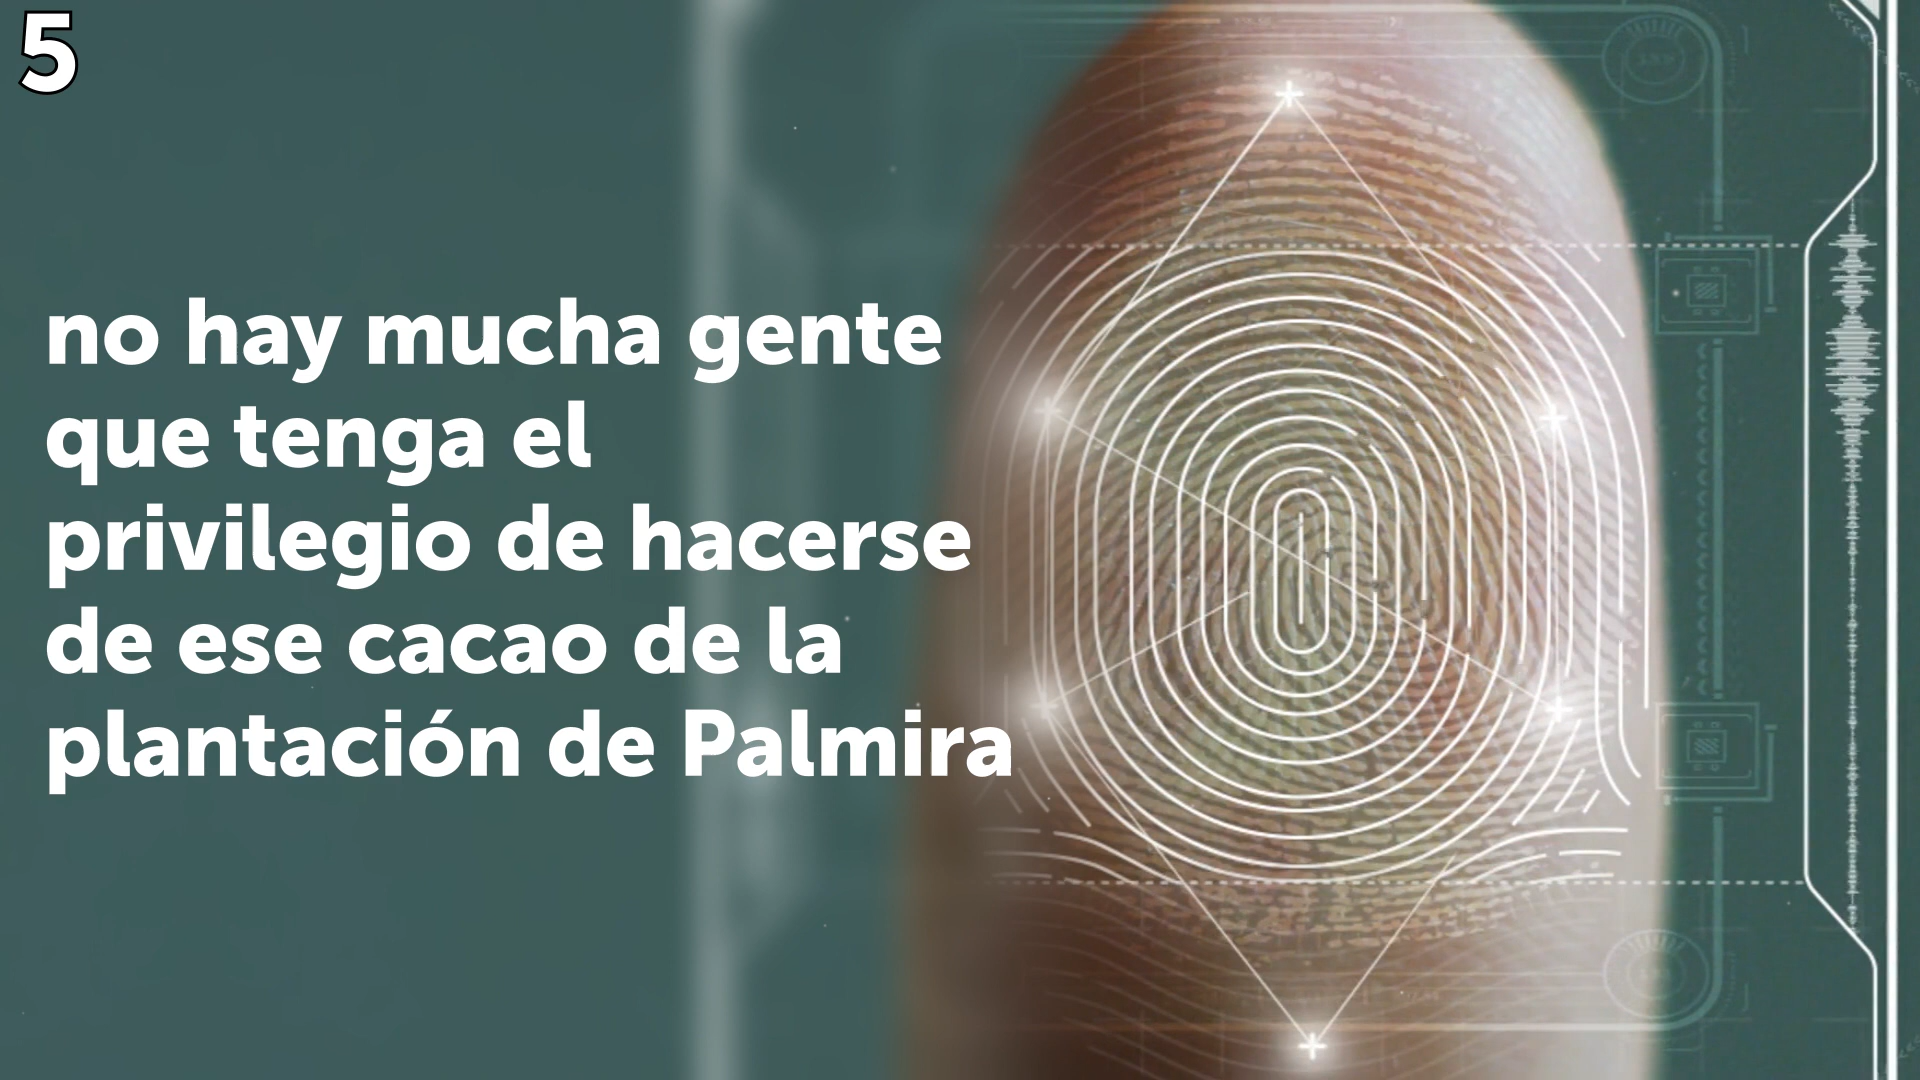 5
no hay mucha gente
que tenga el
privilegio de hacerse
de ese cacao de la
plantación de Palmira